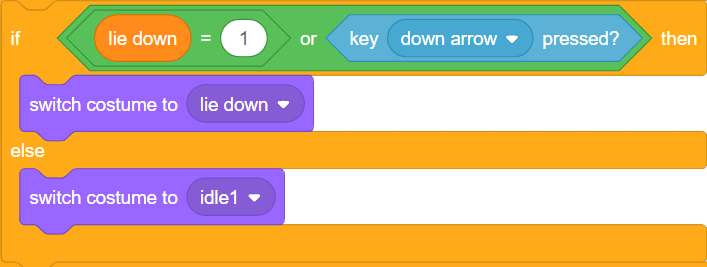 if lie down = 1 or key down arrow pressed? then
switch costume to lie down
else
switch costume to idle1